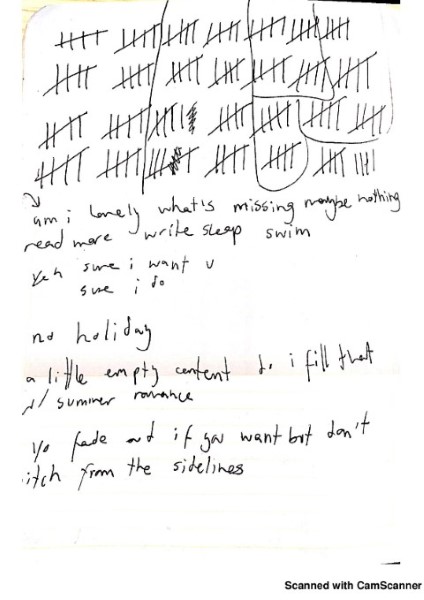 am i lonely what's missing maybe nothing
read more write sleep swim
yeh sure i want u
sure i do
no holiday
a little empty content do i fill that
w/ summer romance
yo fade out if you want but don't
itch from the sidelines
Scanned with CamScanner